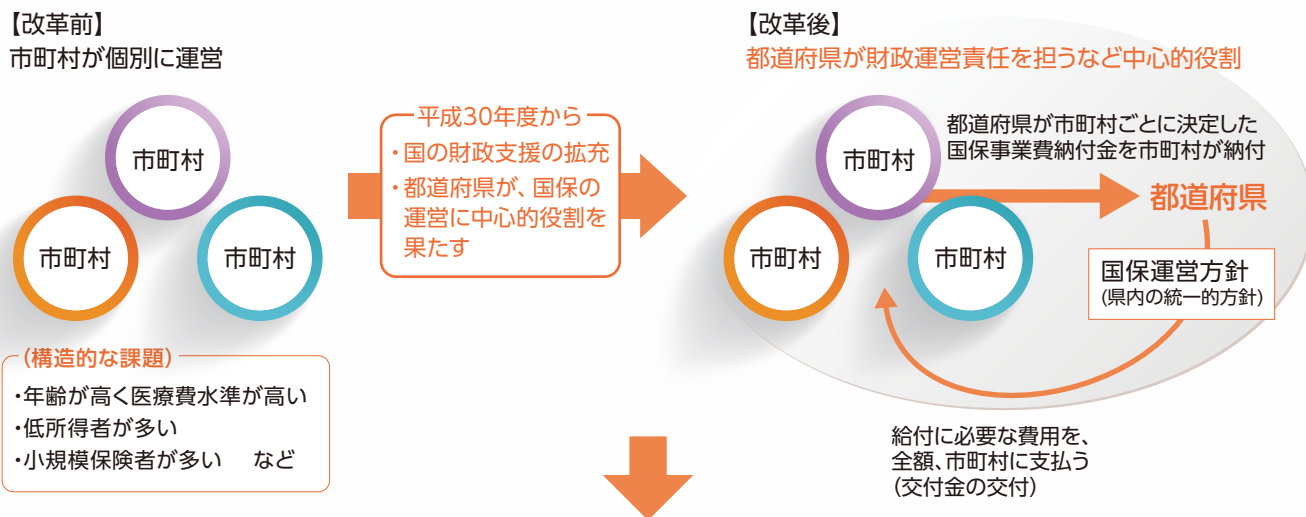 【改革前】
市町村が個別に運営
市町村
市町村
市町村
(構造的な課題)
・年齢が高く医療費水準が高い
・低所得者が多い
・小規模保険者が多い　など
平成30年度から
・国の財政支援の拡充
・都道府県が、国保の
運営に中心的役割を
果たす
【改革後】
都道府県が財政運営責任を担うなど中心的役割
市町村
市町村
市町村
都道府県が市町村ごとに決定した
国保事業費納付金を市町村が納付
都道府県
国保運営方針
(県内の統一的方針)
給付に必要な費用を、
全額、市町村に支払う
(交付金の交付)